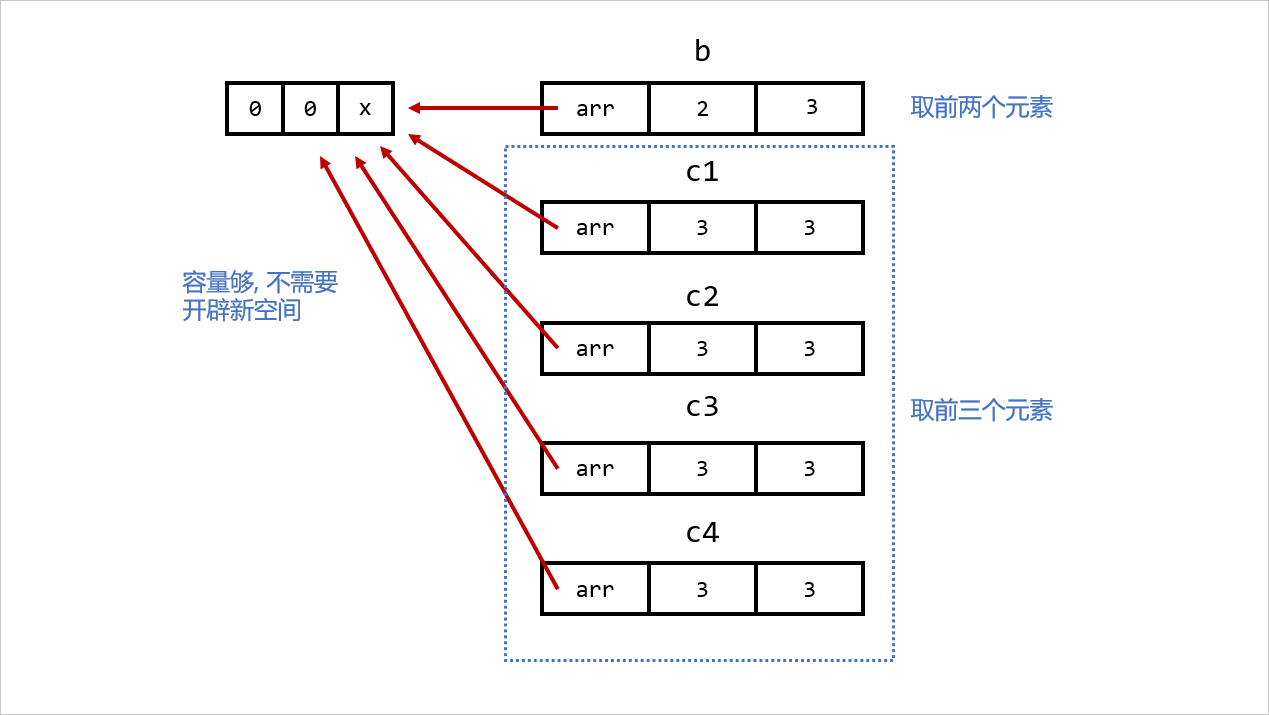 b
0 0 x
arr 2 3
取前两个元素
c1
arr 3 3
容量够, 不需要
开辟新空间
c2
arr 3 3
取前三个元素
c3
arr 3 3
c4
arr 3 3